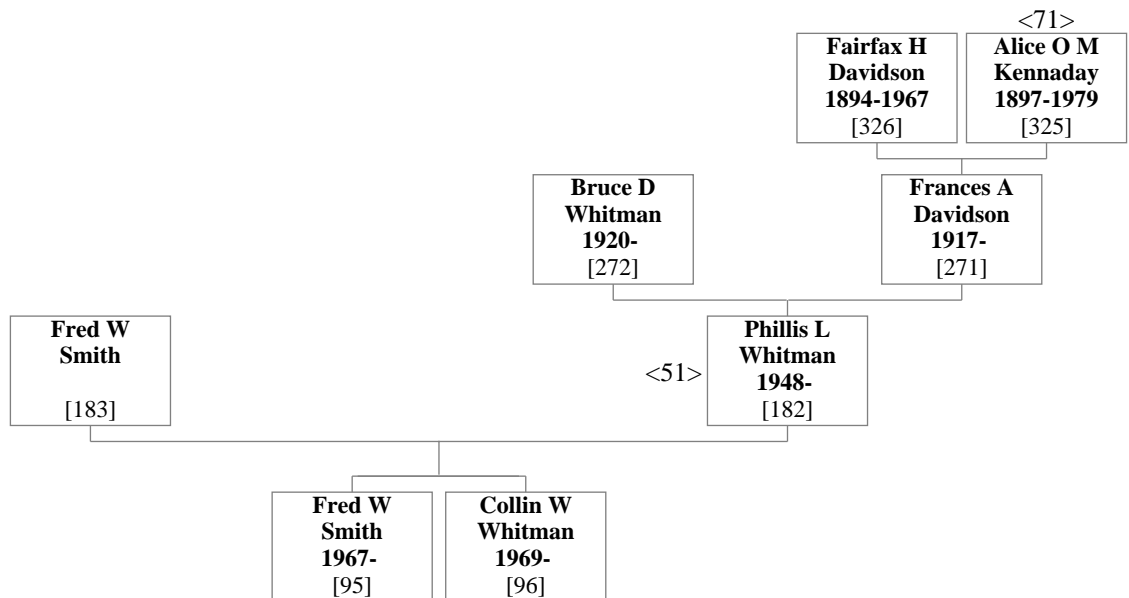 <71>
Fairfax H
Davidson
1894-1967
[326]
Alice O M
Kennaday
1897-1979
[325]
Bruce D
Whitman
1920-
[272]
Frances A
Davidson
1917-
[271]
Fred W
Smith
[183]
<51>
Phillis L
Whitman
1948-
[182]
Fred W
Smith
1967-
[95]
Collin W
Whitman
1969-
[96]